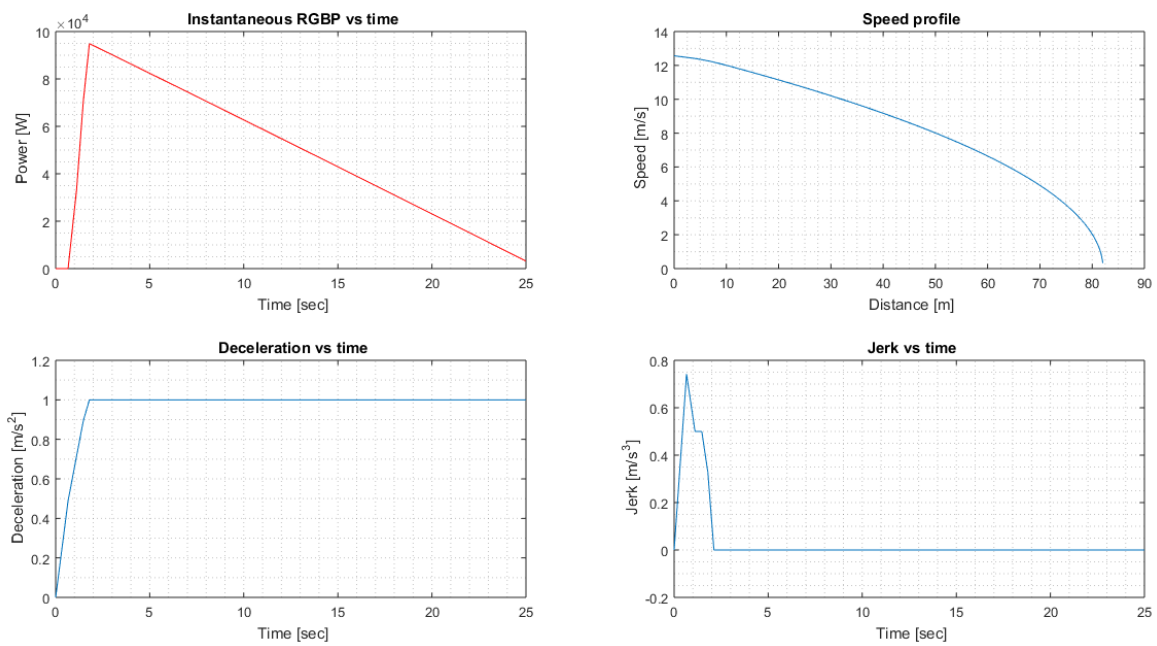 Instantaneous RGBP vs time
×10⁴
Power [W]
10
8
6
4
2
0
0 5 10 15 20 25
Time [sec]
Speed profile
Speed [m/s]
14
12
10
8
6
4
2
0
0 10 20 30 40 50 60 70 80 90
Distance [m]
Deceleration vs time
Deceleration [m/s²]
1.2
1
0.8
0.6
0.4
0.2
0
0 5 10 15 20 25
Time [sec]
Jerk vs time
Jerk [m/s³]
0.8
0.6
0.4
0.2
0
-0.2
0 5 10 15 20 25
Time [sec]